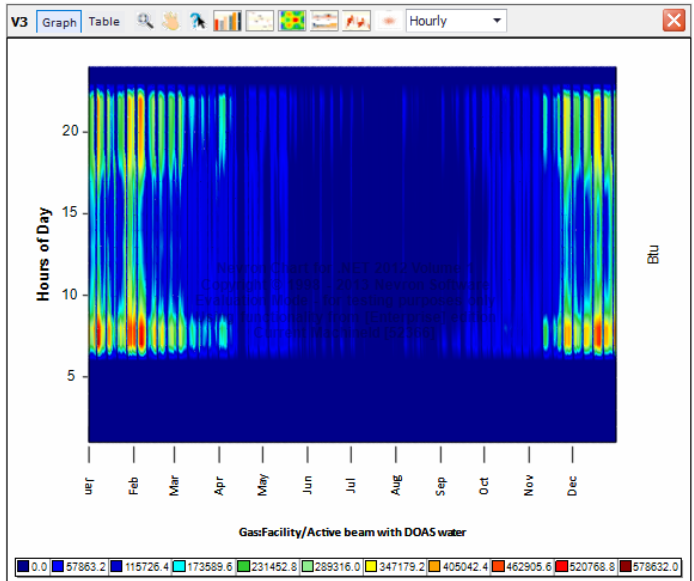 V3 Graph Table Hourly
20
15
10
5
Hours of Day
Btu
Jan Feb Mar Apr May Jun Jul Aug Sep Oct Nov Dec
Gas:Facility/Active beam with DOAS water
0.0 57863.2 115726.4 173589.6 231452.8 289316.0 347179.2 405042.4 462905.6 520768.8 578632.0